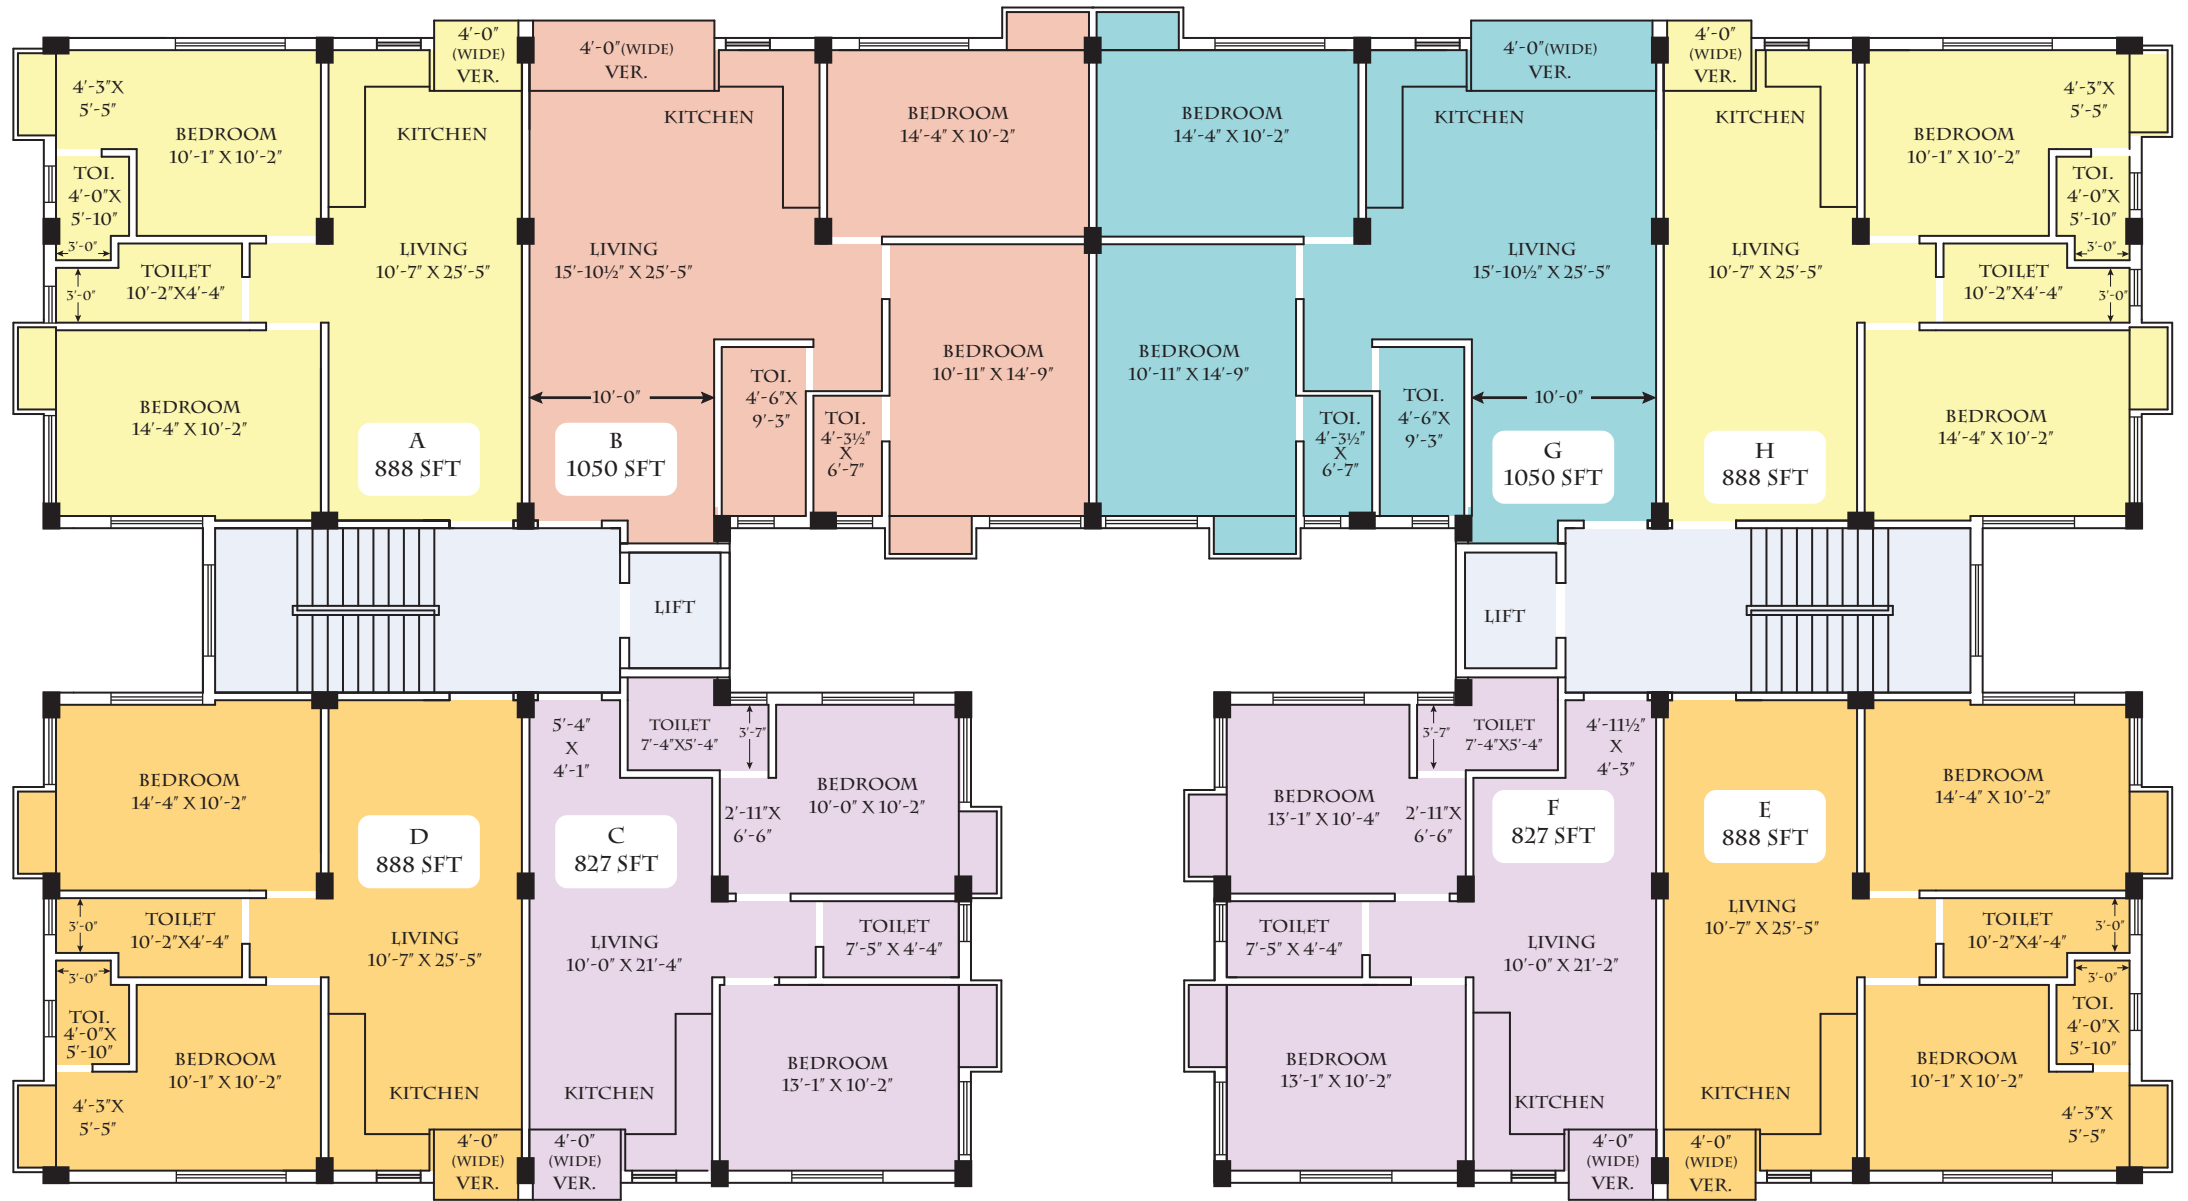 4'-3"X
5'-5"
BEDROOM
10'-1" X 10'-2"
TOI.
4'-0"X
5'-10"
3'-0"
TOILET
10'-2"X4'-4"
3'-0"
BEDROOM
14'-4" X 10'-2"
4'-0"
(WIDE)
VER.
KITCHEN
LIVING
10'-7" X 25'-5"
A
888 SFT
4'-0"(WIDE)
VER.
KITCHEN
LIVING
15'-10½" X 25'-5"
10'-0"
B
1050 SFT
BEDROOM
14'-4" X 10'-2"
BEDROOM
10'-11" X 14'-9"
TOI.
4'-6"X
9'-3"
TOI.
4'-3½"
X
6'-7"
BEDROOM
14'-4" X 10'-2"
BEDROOM
10'-11" X 14'-9"
TOI.
4'-3½"
X
6'-7"
TOI.
4'-6"X
9'-3"
4'-0"(WIDE)
VER.
KITCHEN
LIVING
15'-10½" X 25'-5"
10'-0"
G
1050 SFT
4'-0"
(WIDE)
VER.
KITCHEN
LIVING
10'-7" X 25'-5"
H
888 SFT
4'-3"X
5'-5"
BEDROOM
10'-1" X 10'-2"
TOI.
4'-0"X
5'-10"
3'-0"
TOILET
10'-2"X4'-4"
3'-0"
BEDROOM
14'-4" X 10'-2"
LIFT
LIFT
BEDROOM
14'-4" X 10'-2"
D
888 SFT
3'-0"
TOILET
10'-2"X4'-4"
3'-0"
LIVING
10'-7" X 25'-5"
TOI.
4'-0"X
5'-10"
BEDROOM
10'-1" X 10'-2"
4'-3"X
5'-5"
KITCHEN
4'-0"
(WIDE)
VER.
5'-4"
X
4'-1"
TOILET
7'-4"X5'-4"
3'-7"
BEDROOM
10'-0" X 10'-2"
2'-11"X
6'-6"
C
827 SFT
LIVING
10'-0" X 21'-4"
TOILET
7'-5" X 4'-4"
BEDROOM
13'-1" X 10'-2"
KITCHEN
4'-0"
(WIDE)
VER.
3'-7"
TOILET
7'-4"X5'-4"
4'-11½"
X
4'-3"
BEDROOM
13'-1" X 10'-4"
2'-11"X
6'-6"
F
827 SFT
TOILET
7'-5" X 4'-4"
LIVING
10'-0" X 21'-2"
BEDROOM
13'-1" X 10'-2"
KITCHEN
4'-0"
(WIDE)
VER.
BEDROOM
14'-4" X 10'-2"
E
888 SFT
LIVING
10'-7" X 25'-5"
TOILET
10'-2"X4'-4"
3'-0"
3'-0"
TOI.
4'-0"X
5'-10"
BEDROOM
10'-1" X 10'-2"
4'-3"X
5'-5"
KITCHEN
4'-0"
(WIDE)
VER.